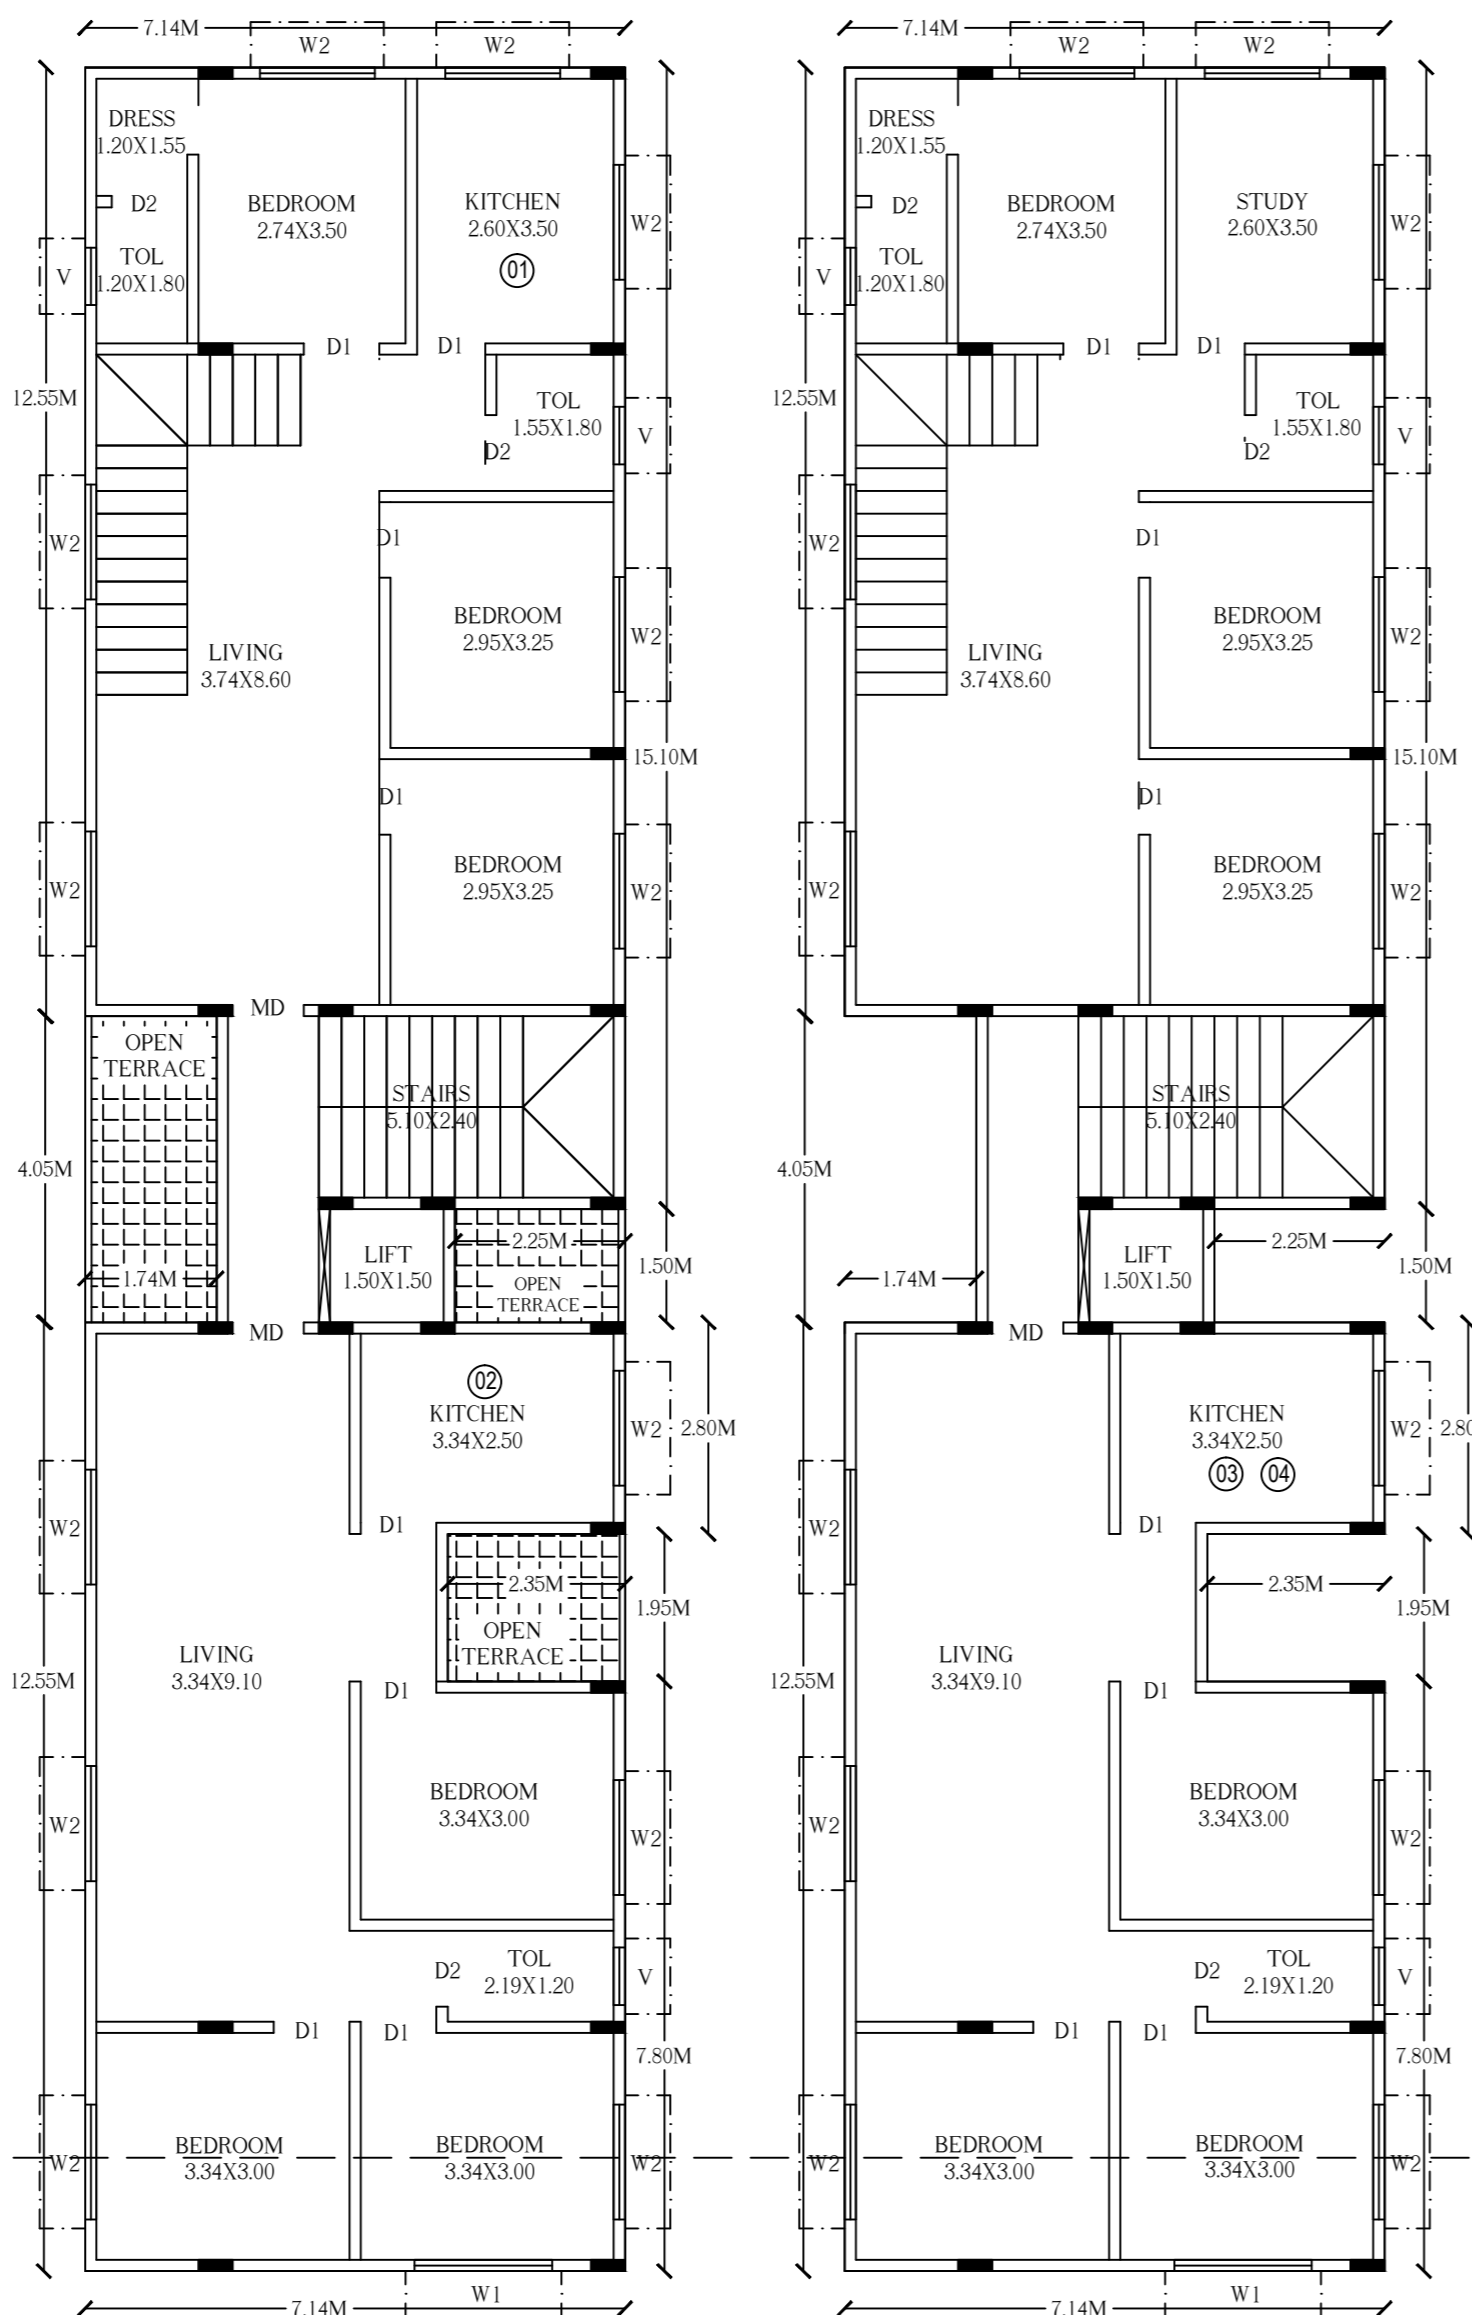 7.14M
W2
W2
DRESS
1.20X1.55
D2
BEDROOM
2.74X3.50
KITCHEN
2.60X3.50
01
W2
TOL
1.20X1.80
V
D1
D1
12.55M
TOL
1.55X1.80
V
D2
W2
D1
BEDROOM
2.95X3.25
W2
LIVING
3.74X8.60
15.10M
D1
BEDROOM
2.95X3.25
W2
W2
MD
OPEN
TERRACE
STAIRS
5.10X2.40
4.05M
2.25M
LIFT
1.50X1.50
1.50M
1.74M
OPEN
TERRACE
MD
02
KITCHEN
3.34X2.50
W2
2.80M
D1
W2
2.35M
1.95M
OPEN
TERRACE
LIVING
3.34X9.10
12.55M
D1
BEDROOM
3.34X3.00
W2
W2
TOL
2.19X1.20
D2
V
D1
D1
7.80M
BEDROOM
3.34X3.00
BEDROOM
3.34X3.00
W2
W2
W1
7.14M
7.14M
W2
W2
DRESS
1.20X1.55
D2
BEDROOM
2.74X3.50
STUDY
2.60X3.50
W2
TOL
1.20X1.80
V
D1
D1
12.55M
TOL
1.55X1.80
V
D2
W2
D1
BEDROOM
2.95X3.25
W2
LIVING
3.74X8.60
15.10M
D1
BEDROOM
2.95X3.25
W2
W2
STAIRS
5.10X2.40
4.05M
2.25M
LIFT
1.50X1.50
1.50M
1.74M
MD
KITCHEN
3.34X2.50
03
04
W2
2.80
D1
W2
2.35M
1.95M
LIVING
3.34X9.10
12.55M
D1
BEDROOM
3.34X3.00
W2
W2
TOL
2.19X1.20
D2
V
D1
D1
7.80M
BEDROOM
3.34X3.00
BEDROOM
3.34X3.00
W2
W2
W1
7.14M